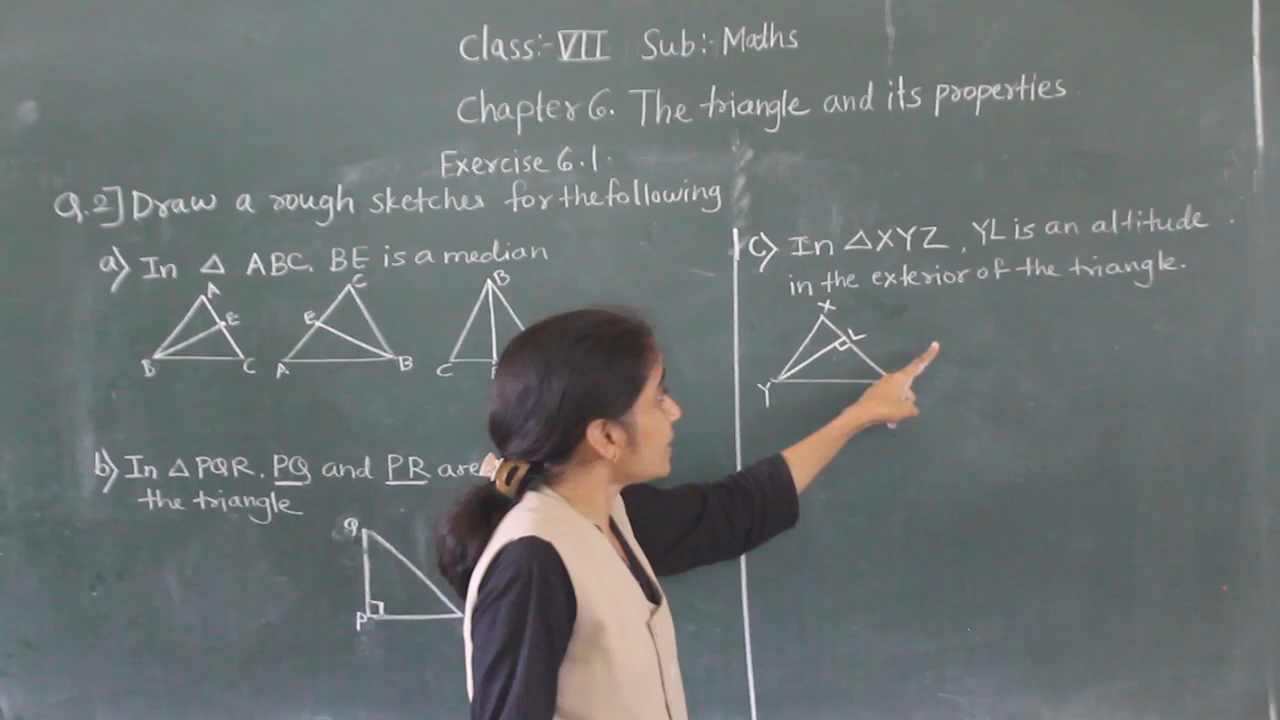 Class:- VII Sub:- Maths
Chapter 6. The triangle and its properties
Exercise 6.1.
Q.2] Draw a rough sketches for the following
a) In △ ABC, BE is a median
A
E
B
C
C
E
A
B
B
C
b) In △ PQR, PQ and PR are
the triangle
Q
P
c) In △XYZ, YL is an altitude
in the exterior of the triangle.
X
L
Y